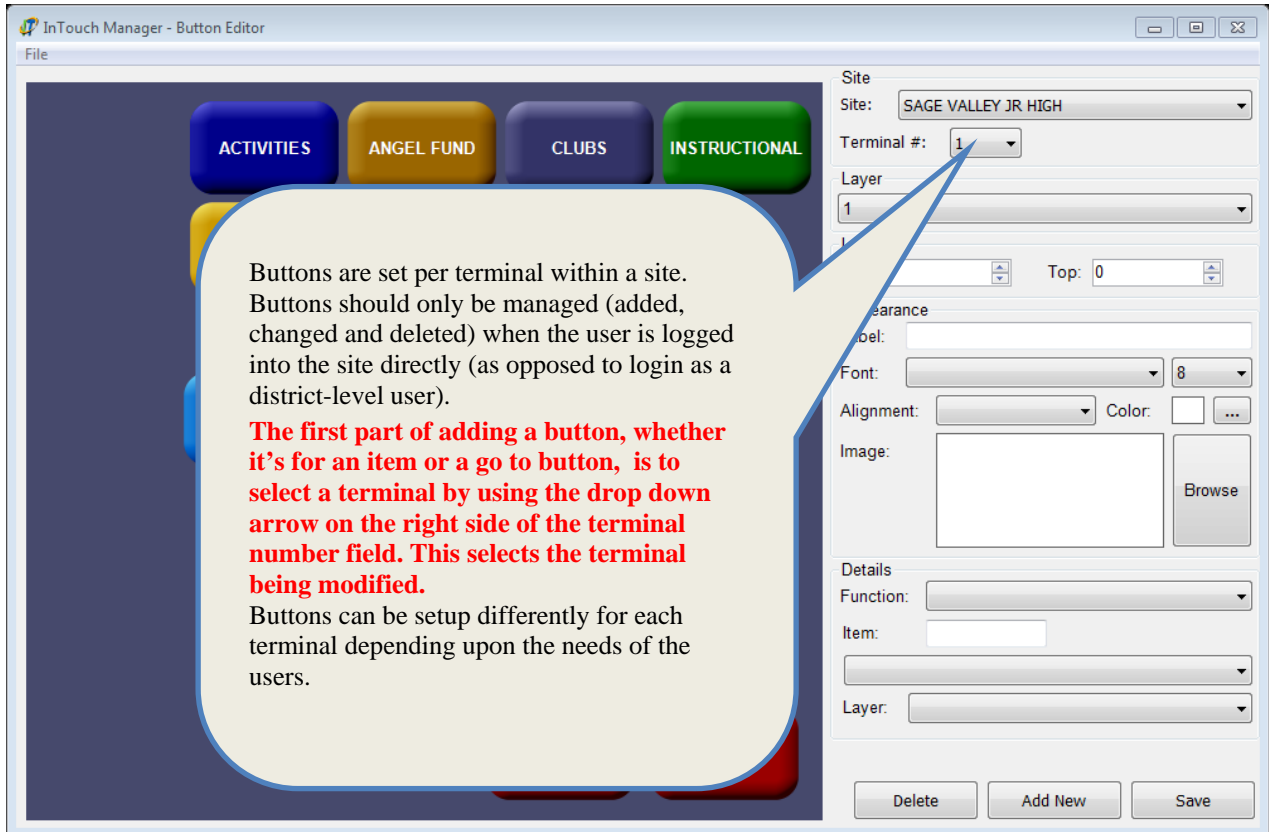 InTouch Manager - Button Editor
File
ACTIVITIES
ANGEL FUND
CLUBS
INSTRUCTIONAL
Buttons are set per terminal within a site.
Buttons should only be managed (added,
changed and deleted) when the user is logged
into the site directly (as opposed to login as a
district-level user).
The first part of adding a button, whether
it's for an item or a go to button, is to
select a terminal by using the drop down
arrow on the right side of the terminal
number field. This selects the terminal
being modified.
Buttons can be setup differently for each
terminal depending upon the needs of the
users.
Site
Site: SAGE VALLEY JR HIGH
Terminal #: 1
Layer
1
Top: 0
Font: 8
Alignment: Color: ...
Image:
Browse
Details
Function:
Item:
Layer:
Delete Add New Save